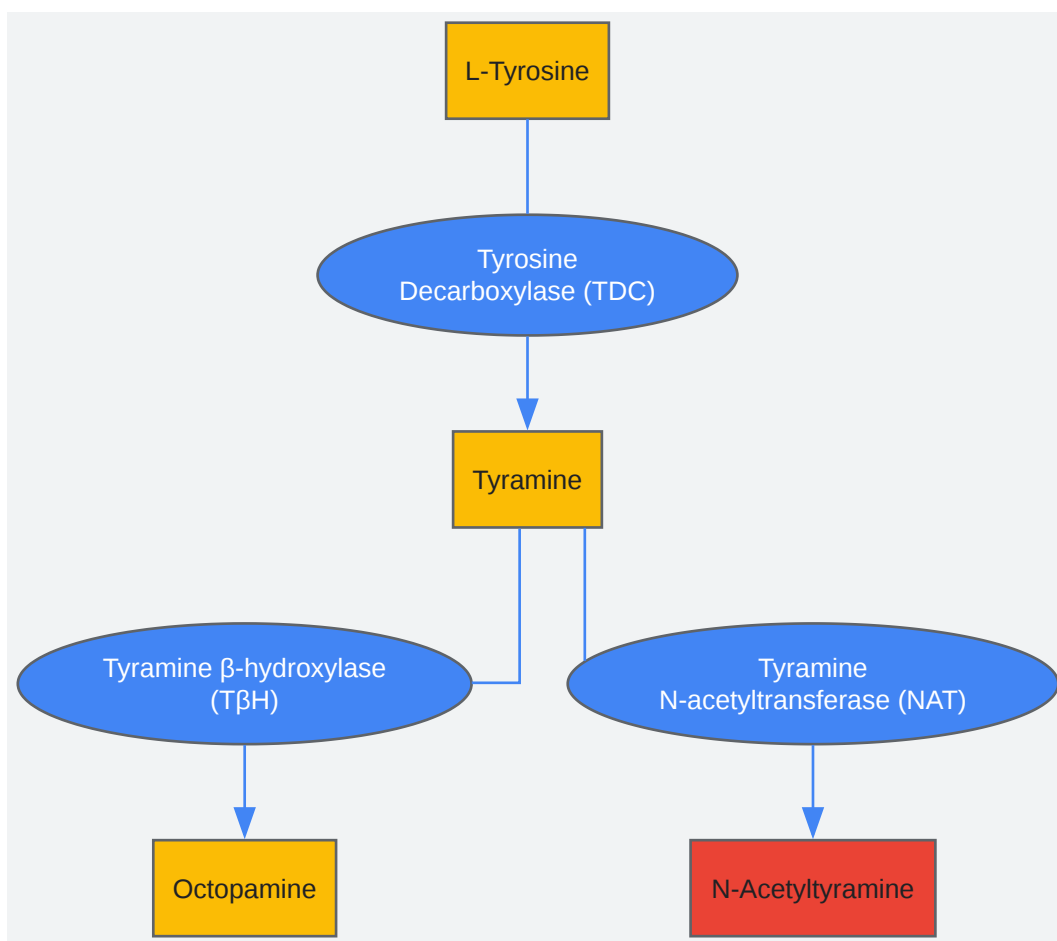 L-Tyrosine
Tyrosine
Decarboxylase (TDC)
Tyramine
Tyramine β-hydroxylase
(TβH)
Tyramine
N-acetyltransferase (NAT)
Octopamine
N-Acetyltyramine